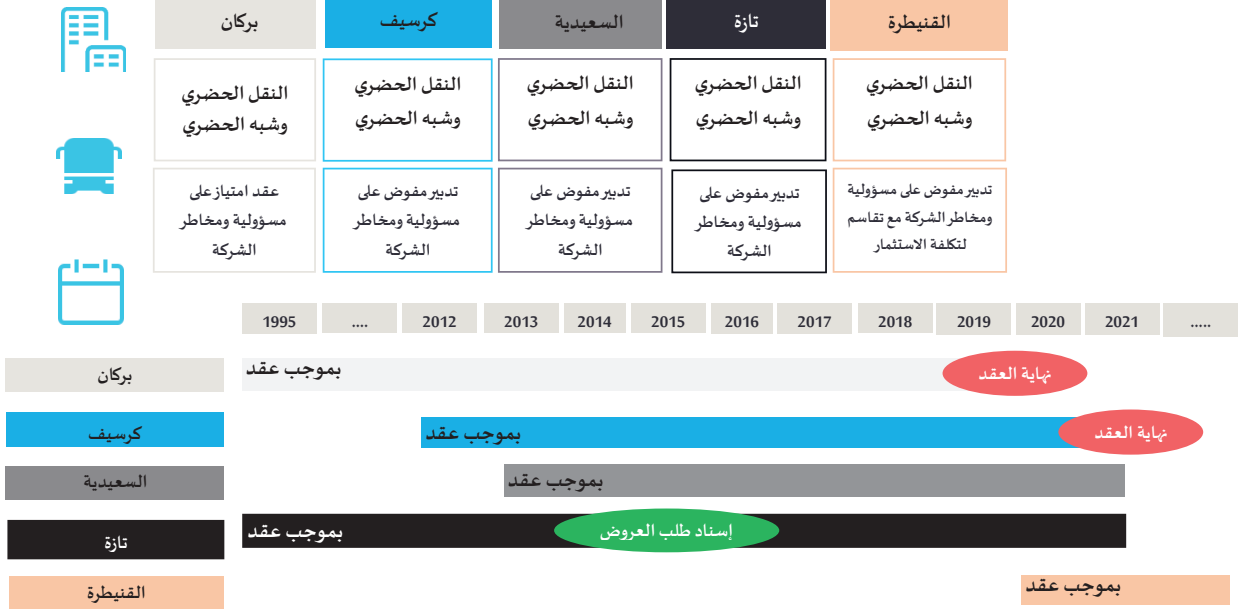 القنيطرة
تازة
السعيدية
كرسيف
بركان
النقل الحضري
وشبه الحضري
النقل الحضري
وشبه الحضري
النقل الحضري
وشبه الحضري
النقل الحضري
وشبه الحضري
النقل الحضري
وشبه الحضري
تدبير مفوض على مسؤولية
ومخاطر الشركة مع تقاسم
لتكلفة الاستثمار
تدبير مفوض على
مسؤولية ومخاطر
الشركة
تدبير مفوض على
مسؤولية ومخاطر
الشركة
تدبير مفوض على
مسؤولية ومخاطر
الشركة
عقد امتياز على
مسؤولية ومخاطر
الشركة
1995 .... 2012 2013 2014 2015 2016 2017 2018 2019 2020 2021 .....
بركان
بموجب عقد
نهاية العقد
كرسيف
بموجب عقد
نهاية العقد
السعيدية
بموجب عقد
تازة
بموجب عقد
إسناد طلب العروض
القنيطرة
بموجب عقد